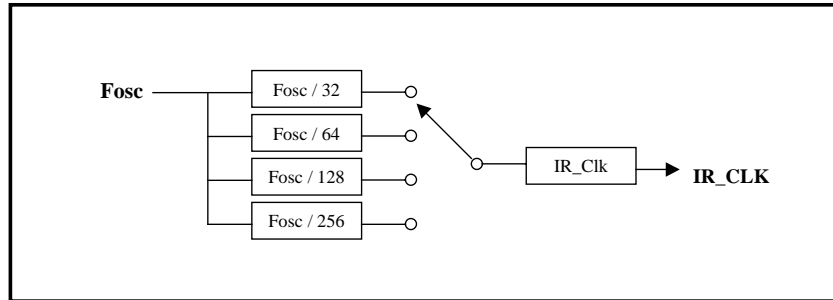 Fosc
Fosc / 32
Fosc / 64
Fosc / 128
Fosc / 256
IR_Clk
IR_CLK